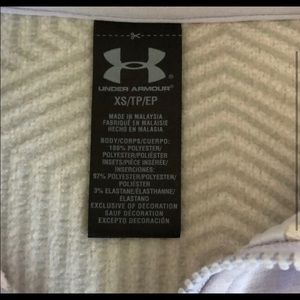 UNDER ARMOUR
XS/TP/EP
MADE IN MALAYSIA
FABRIQUÉ EN MALAISIE
HECHO EN MALASIA
BODY/CORPS/CUERPO:
100% POLYESTER/
POLYESTER/POLIÉSTER
INSETS/PIÈCE INSÉRÉE/
INSERCIONES:
97% POLYESTER/POLYESTER/
POLIÉSTER
3% ELASTANE/ÉLASTHANNE/
ELASTANO
EXCLUSIVE OF DECORATION
SAUF DÉCORATION
EXCEPTO DECORACIÓN